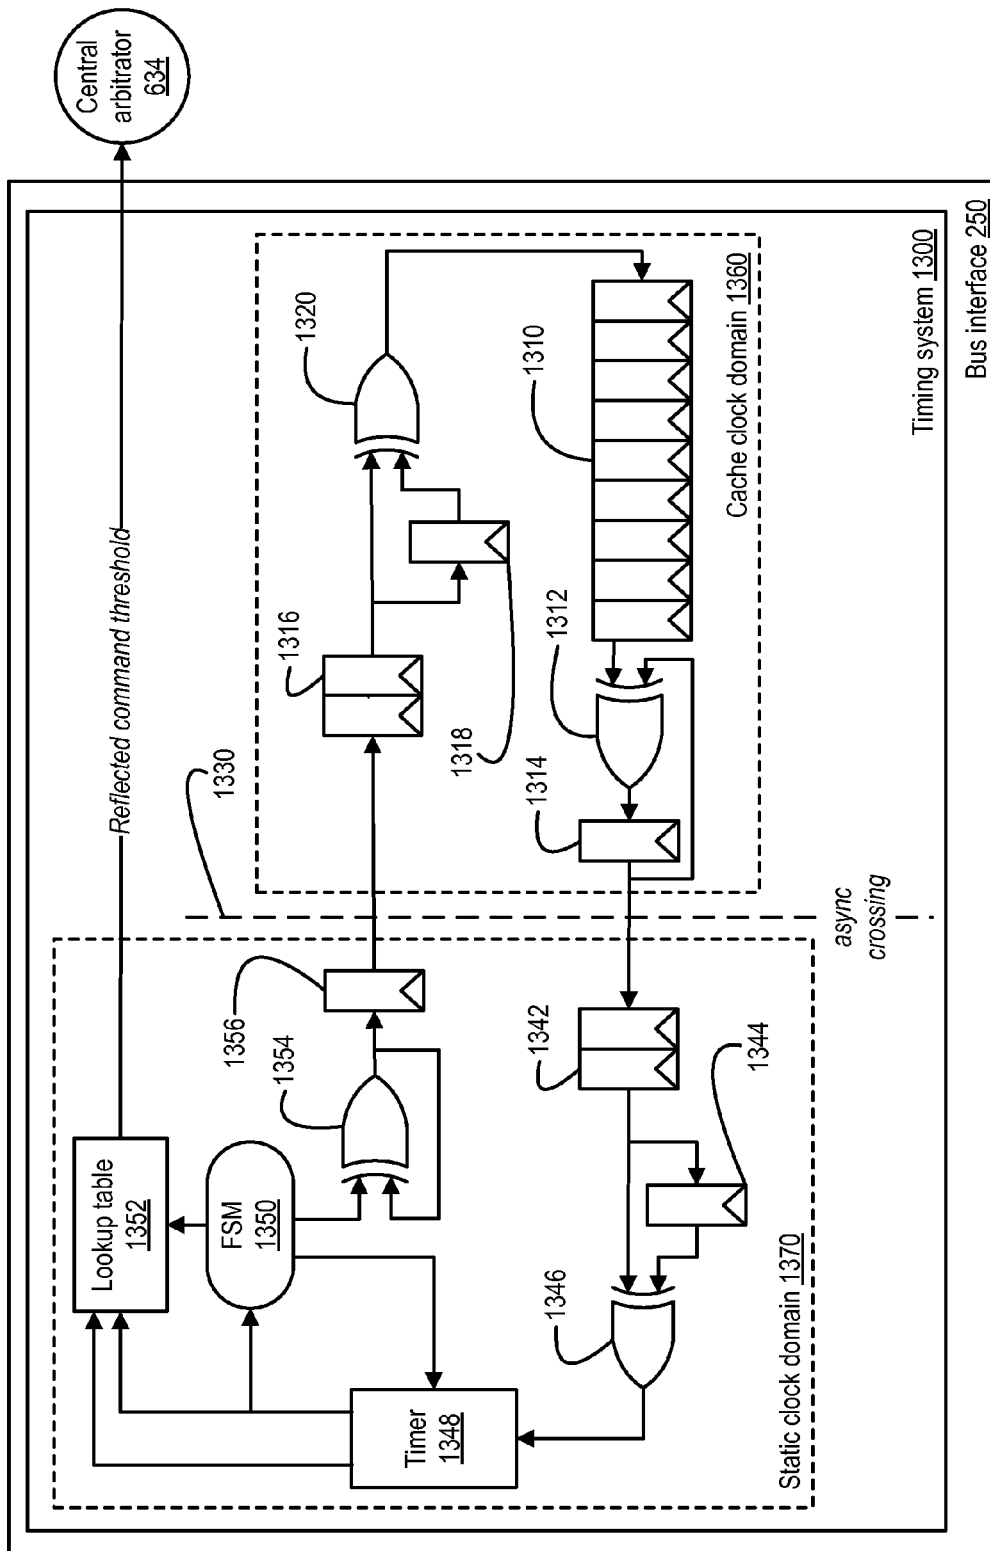 Central
arbitrator
634
Reflected command threshold
1330
Lookup table
1352
FSM
1350
Timer
1348
1354
1356
1316
1318
1320
1310
1312
1314
1342
1344
1346
Cache clock domain 1360
Static clock domain 1370
async
crossing
Timing system 1300
Bus interface 250